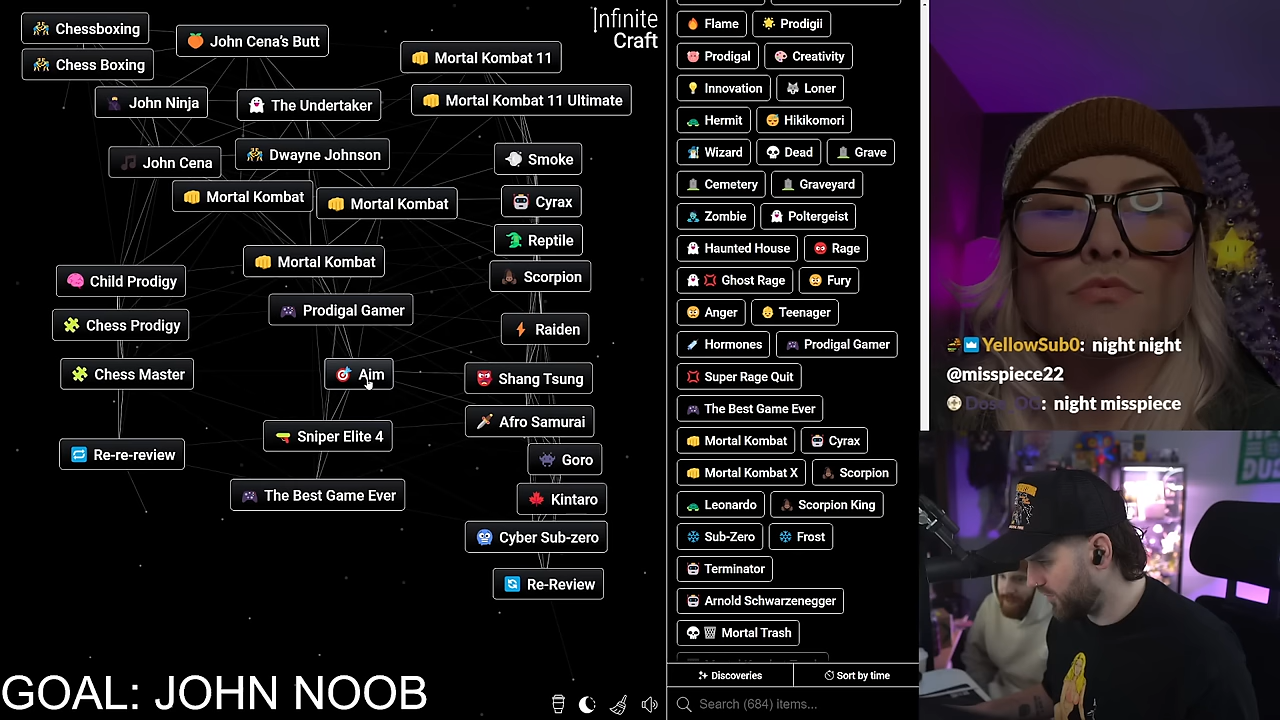 Chessboxing
Chess Boxing
John Cena's Butt
Mortal Kombat 11
Infinite
Craft
Mortal Kombat 11 Ultimate
John Ninja
The Undertaker
John Cena
Dwayne Johnson
Smoke
Mortal Kombat
Mortal Kombat
Cyrax
Reptile
Mortal Kombat
Scorpion
Child Prodigy
Prodigal Gamer
Chess Prodigy
Raiden
Chess Master
Aim
Shang Tsung
Afro Samurai
Sniper Elite 4
Re-re-review
Goro
The Best Game Ever
Kintaro
Cyber Sub-zero
Re-Review
GOAL: JOHN NOOB
Flame Prodigii
Prodigal Creativity
Innovation Loner
Hermit Hikikomori
Wizard Dead Grave
Cemetery Graveyard
Zombie Poltergeist
Haunted House Rage
Ghost Rage Fury
Anger Teenager
Hormones Prodigal Gamer
Super Rage Quit
The Best Game Ever
Mortal Kombat Cyrax
Mortal Kombat X Scorpion
Leonardo Scorpion King
Sub-Zero Frost
Terminator
Arnold Schwarzenegger
Mortal Trash
Discoveries Sort by time
Search (684) items...
YellowSub0: night night
@misspiece22
night misspiece